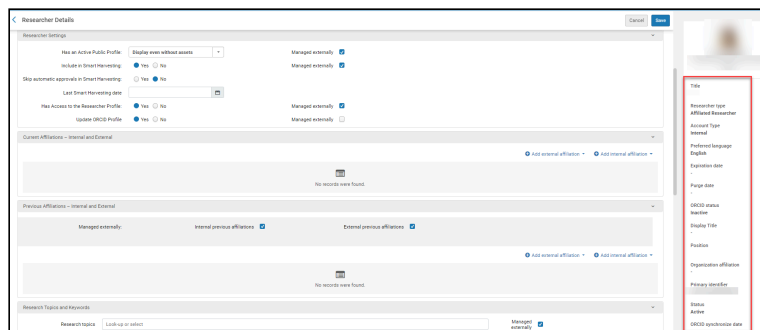 Researcher Details
Cancel Save
Researcher Settings
Has an Active Public Profile: Display even without assets Managed externally
Include in Smart Harvesting: Yes No Managed externally
Skip automatic approvals in Smart Harvesting: Yes No
Last Smart Harvesting date
Has Access to the Researcher Profile: Yes No Managed externally
Update ORCID Profile Yes No Managed externally
Current Affiliations – Internal and External
Add external affiliation Add internal affiliation
No records were found.
Previous Affiliations – Internal and External
Managed externally: Internal previous affiliations External previous affiliations
Add external affiliation Add internal affiliation
No records were found.
Research Topics and Keywords
Research topics Look-up or select Managed
externally
Title
-
Researcher type
Affiliated Researcher
Account Type
Internal
Preferred language
English
Expiration date
-
Purge date
-
ORCID status
Inactive
Display Title
-
Position
Organization affiliation
-
Primary identifier
Status
Active
ORCID synchronize date